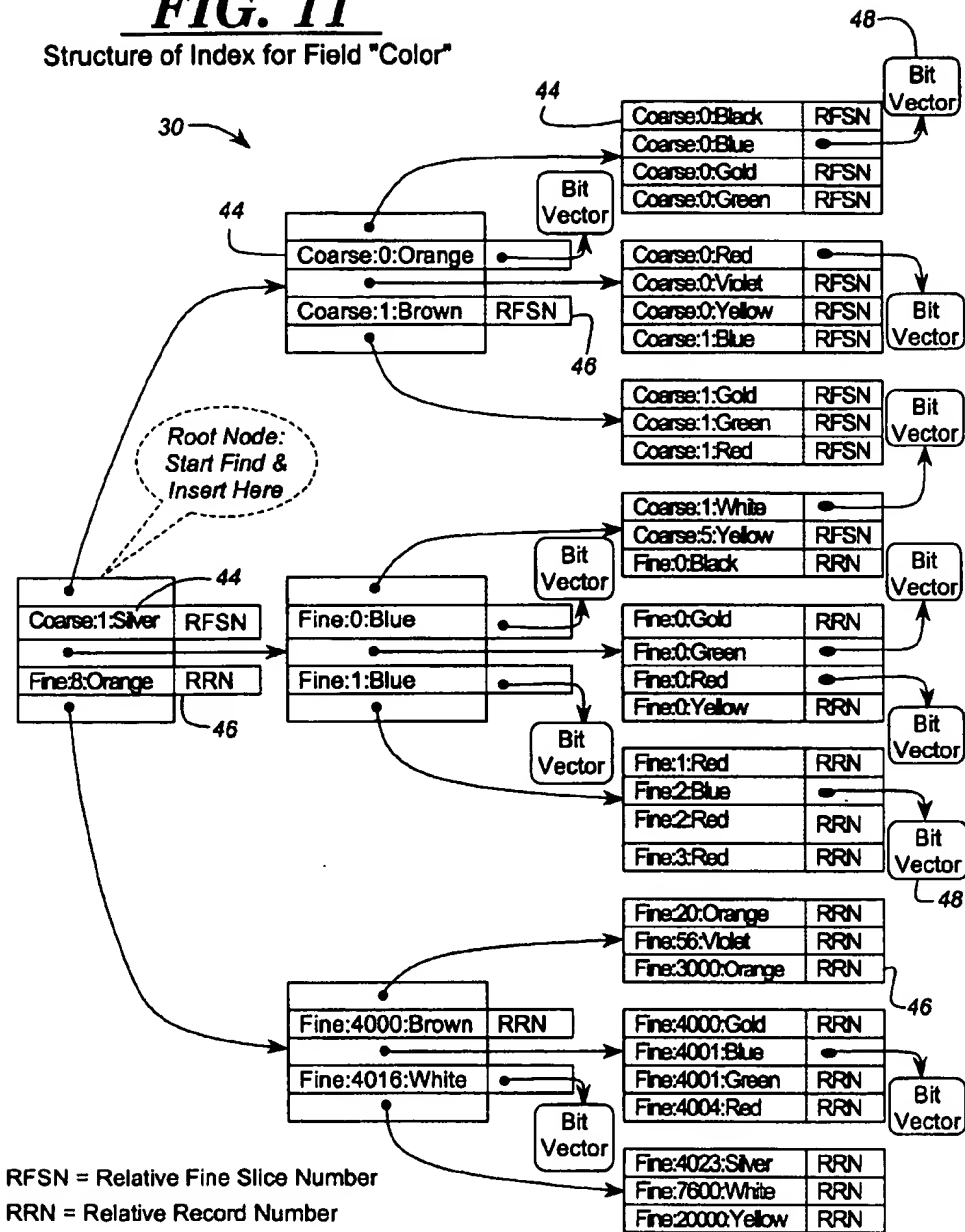 FIG. 11
Structure of Index for Field "Color"
30
44
48
Bit Vector
Coarse:0:Black RFSN
Coarse:0:Blue
Coarse:0:Gold RFSN
Coarse:0:Green RFSN
44
Bit Vector
Coarse:0:Orange
Coarse:1:Brown RFSN
46
Coarse:0:Red
Coarse:0:Violet RFSN
Coarse:0:Yellow RFSN
Coarse:1:Blue RFSN
Bit Vector
Coarse:1:Gold RFSN
Coarse:1:Green RFSN
Coarse:1:Red RFSN
Bit Vector
Root Node:
Start Find &
Insert Here
Coarse:1:White
Coarse:5:Yellow RFSN
Fine:0:Black RRN
Bit Vector
Bit Vector
44
Coarse:1:Silver RFSN
Fine:8:Orange RRN
46
Fine:0:Blue
Fine:1:Blue
Bit Vector
Fine:0:Gold RRN
Fine:0:Green
Fine:0:Red
Fine:0:Yellow RRN
Bit Vector
Fine:1:Red RRN
Fine:2:Blue
Fine:2:Red RRN
Fine:3:Red RRN
Bit Vector
48
Fine:20:Orange RRN
Fine:56:Violet RRN
Fine:3000:Orange RRN
46
Fine:4000:Brown RRN
Fine:4016:White
Bit Vector
Fine:4000:Gold RRN
Fine:4001:Blue
Fine:4001:Green RRN
Fine:4004:Red RRN
Bit Vector
Fine:4023:Silver RRN
Fine:7600:White RRN
Fine:20000:Yellow RRN
RFSN = Relative Fine Slice Number
RRN = Relative Record Number